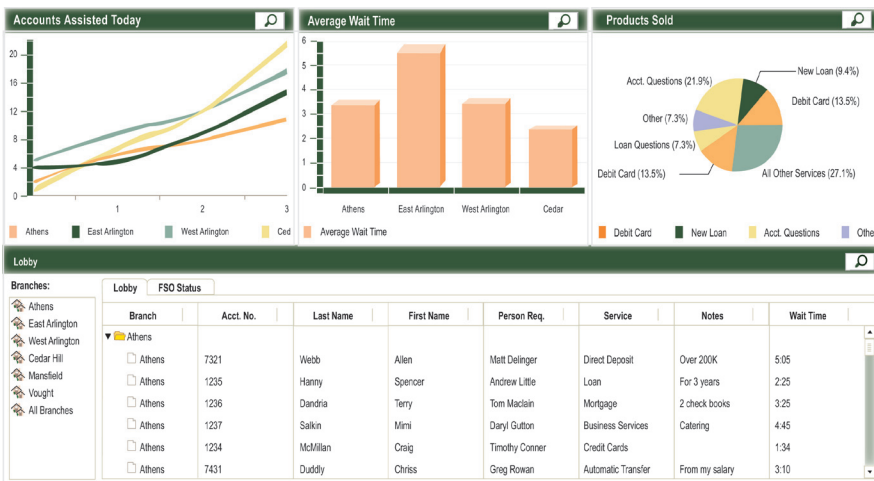 Accounts Assisted Today
20
16
12
8
4
0
1
2
3
Athens
East Arlington
West Arlington
Ced
Average Wait Time
6
5
4
3
2
1
0
Athens
East Arlington
West Arlington
Cedar
Average Wait Time
Products Sold
New Loan (9.4%)
Acct. Questions (21.9%)
Debit Card (13.5%)
Other (7.3%)
Loan Questions (7.3%)
Debit Card (13.5%)
All Other Services (27.1%)
Debit Card
New Loan
Acct. Questions
Othe
Lobby
Branches:
Athens
East Arlington
West Arlington
Cedar Hill
Mansfield
Vought
All Branches
Lobby FSO Status
Branch Acct. No. Last Name First Name Person Req. Service Notes Wait Time
Athens
Athens 7321 Webb Allen Matt Delinger Direct Deposit Over 200K 5:05
Athens 1235 Hanny Spencer Andrew Little Loan For 3 years 2:25
Athens 1236 Dandria Terry Tom Maclain Mortgage 2 check books 3:25
Athens 1237 Salkin Mimi Daryl Gutton Business Services Catering 4:45
Athens 1234 McMillan Craig Timothy Conner Credit Cards 1:34
Athens 7431 Duddly Chriss Greg Rowan Automatic Transfer From my salary 3:10